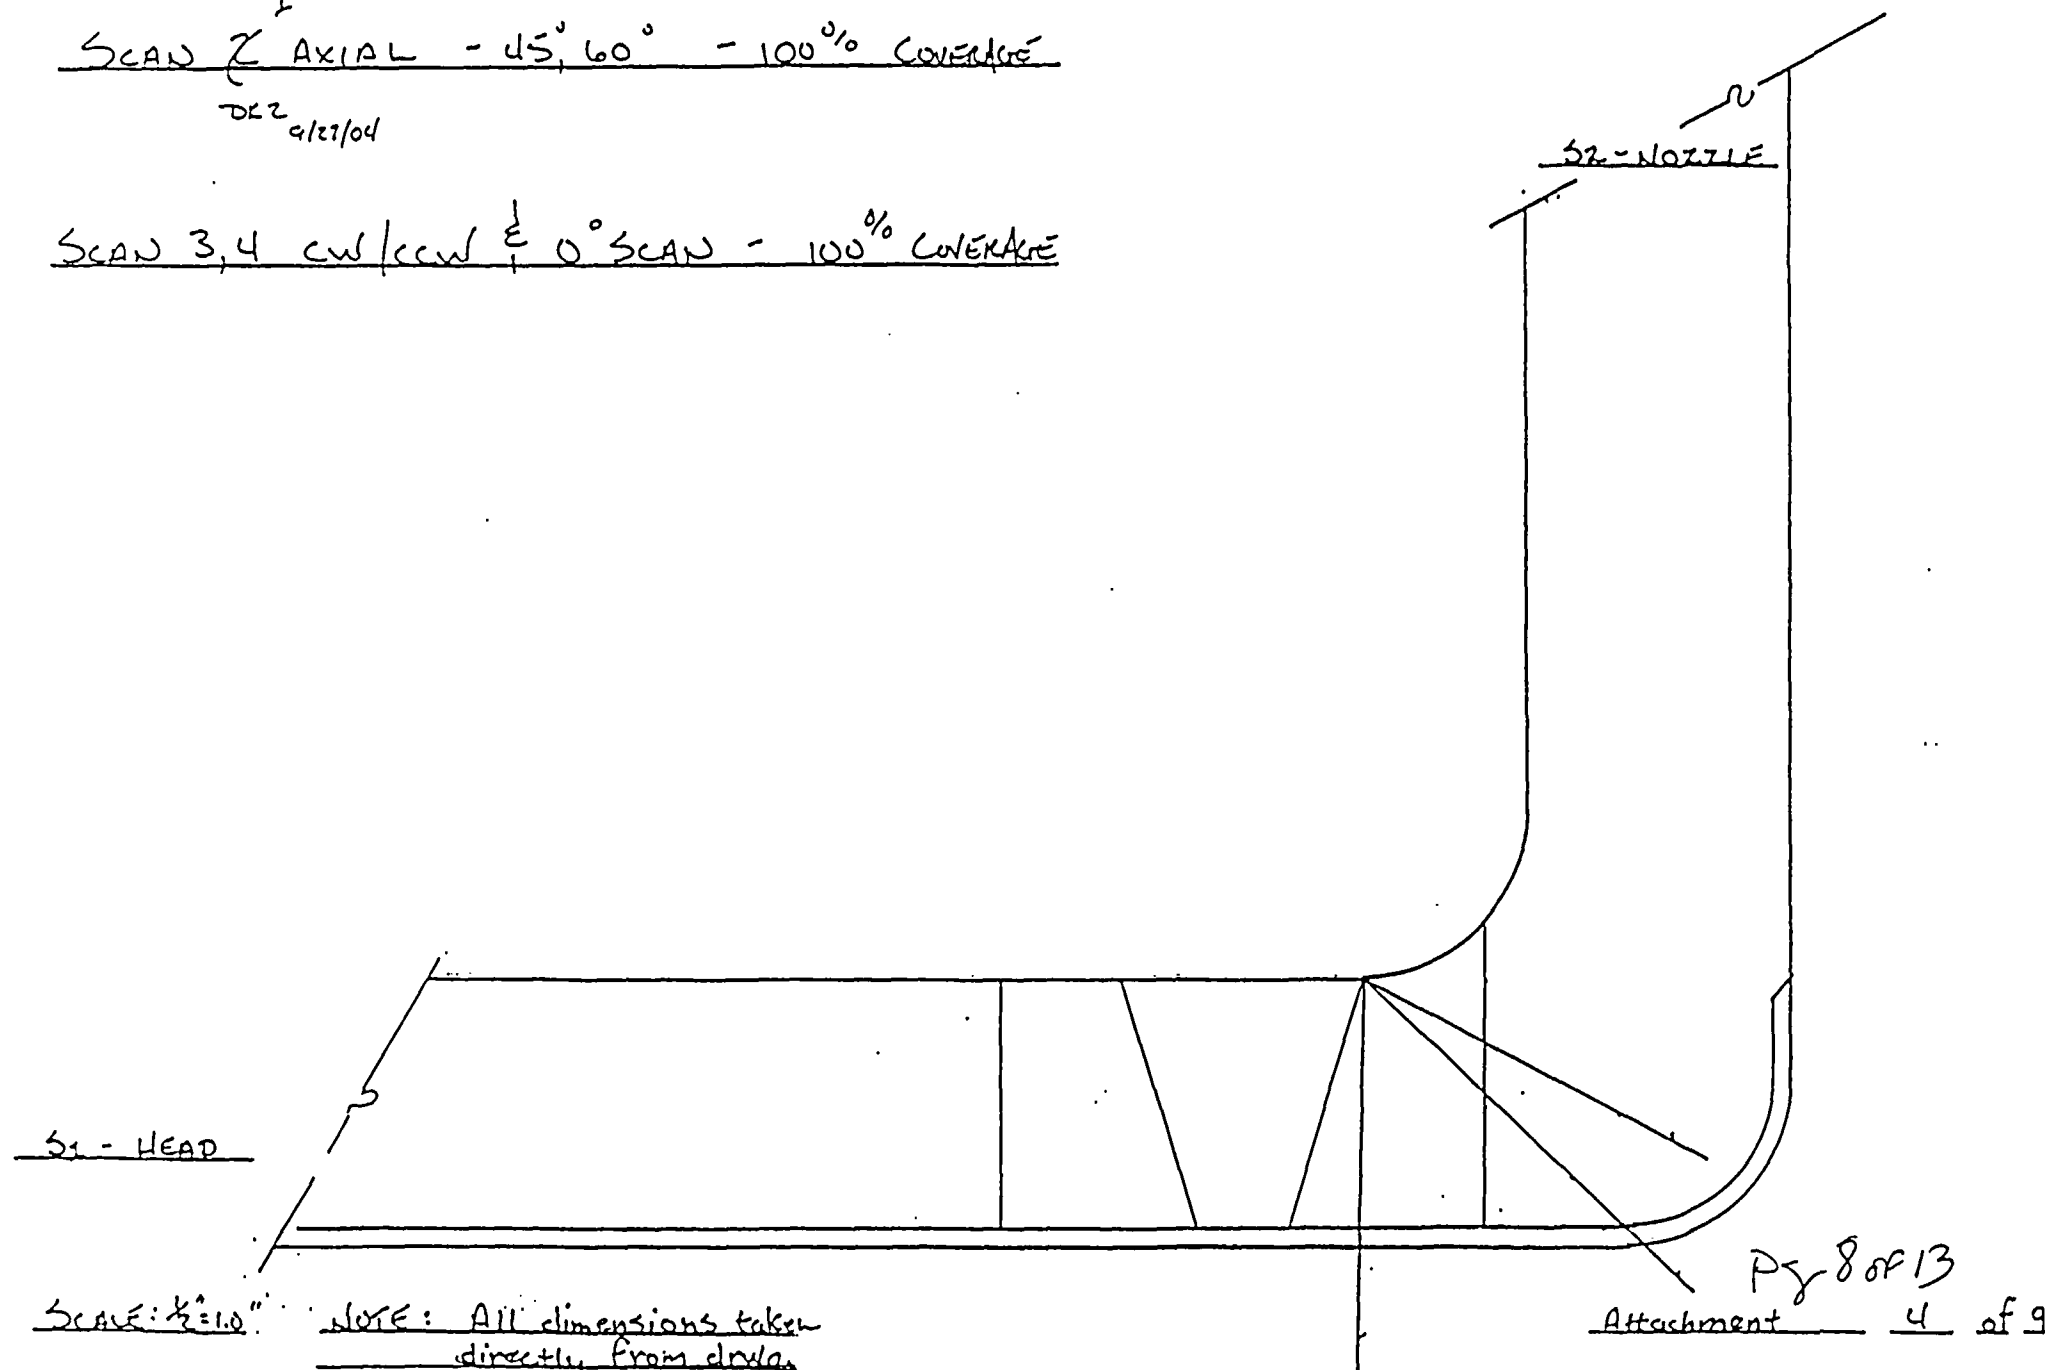 SCAN 2 AXIAL - 45°, 60° - 100% COVERAGE
1
9/27/04
S2 - NOZZLE
SCAN 3,4 CW/CCW & 0° SCAN - 100% COVERAGE
S1 - HEAD
Pg 8 of 13
SCALE: 1/2" = 1.0"
NOTE: All dimensions taken
directly from drwg.
Attachment 4 of 9